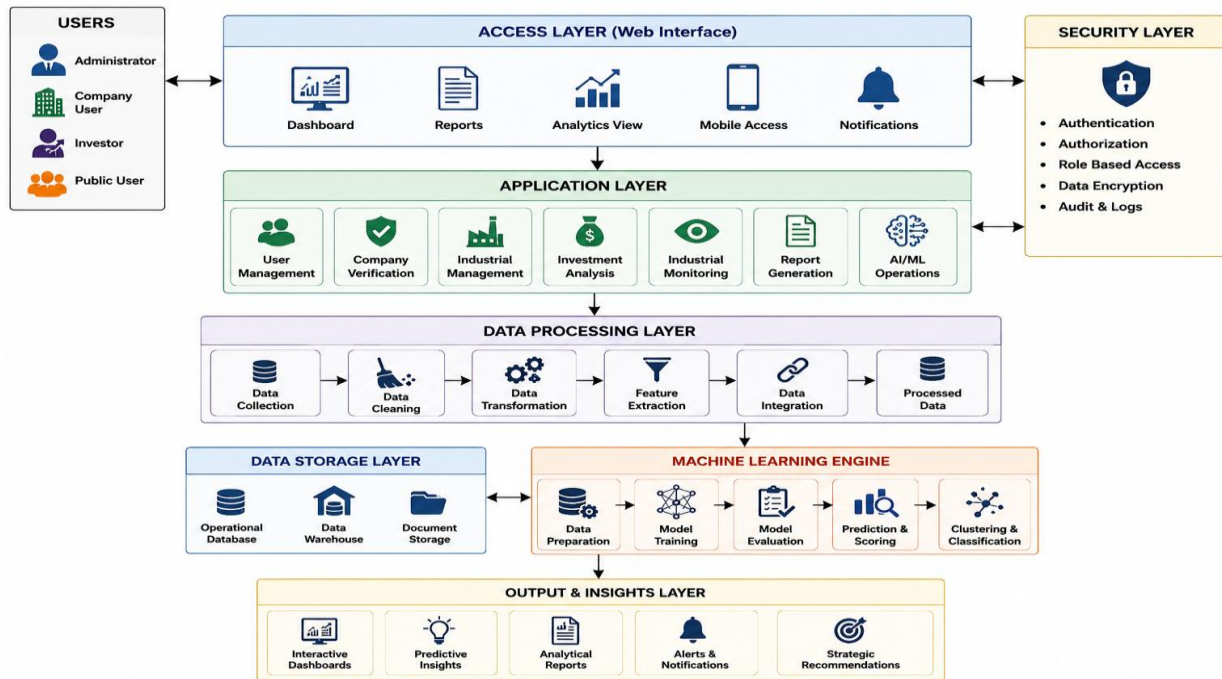 USERS
Administrator
Company
User
Investor
Public User
ACCESS LAYER (Web Interface)
Dashboard
Reports
Analytics View
Mobile Access
Notifications
SECURITY LAYER
• Authentication
• Authorization
• Role Based Access
• Data Encryption
• Audit & Logs
APPLICATION LAYER
User
Management
Company
Verification
Industrial
Management
Investment
Analysis
Industrial
Monitoring
Report
Generation
AI/ML
Operations
DATA PROCESSING LAYER
Data
Collection
Data
Cleaning
Data
Transformation
Feature
Extraction
Data
Integration
Processed
Data
DATA STORAGE LAYER
Operational
Database
Data
Warehouse
Document
Storage
MACHINE LEARNING ENGINE
Data
Preparation
Model
Training
Model
Evaluation
Prediction &
Scoring
Clustering &
Classification
OUTPUT & INSIGHTS LAYER
Interactive
Dashboards
Predictive
Insights
Analytical
Reports
Alerts &
Notifications
Strategic
Recommendations